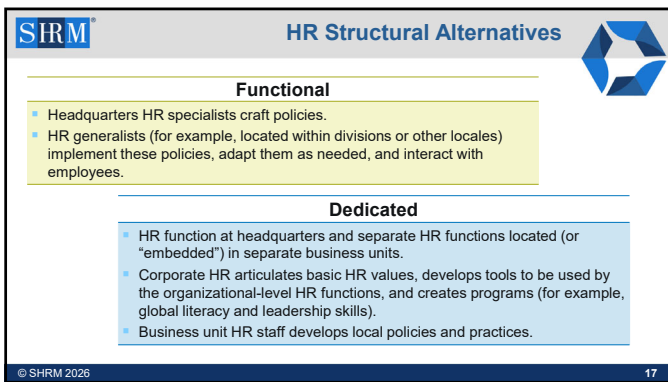 SHRM®
HR Structural Alternatives
Functional
▪ Headquarters HR specialists craft policies.
▪ HR generalists (for example, located within divisions or other locales)
implement these policies, adapt them as needed, and interact with
employees.
Dedicated
▪ HR function at headquarters and separate HR functions located (or
“embedded”) in separate business units.
▪ Corporate HR articulates basic HR values, develops tools to be used by
the organizational-level HR functions, and creates programs (for example,
global literacy and leadership skills).
▪ Business unit HR staff develops local policies and practices.
© SHRM 2026
17